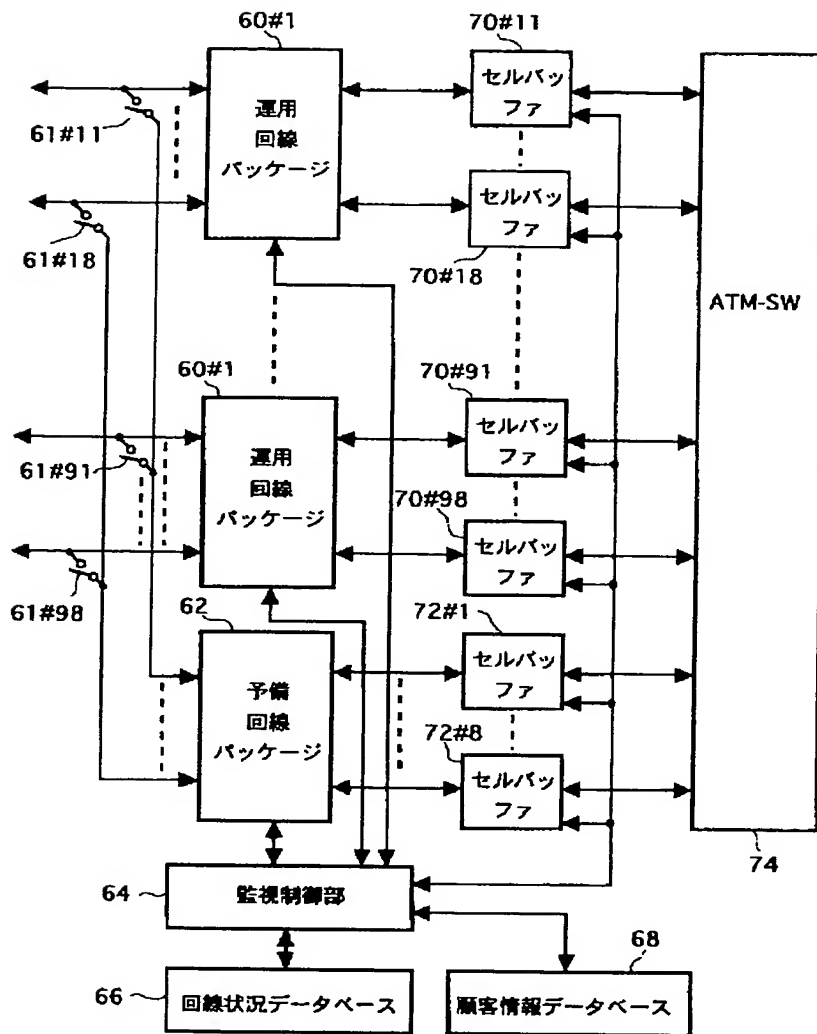 60#1
70#11
運用
回線
パッケージ
セルバッ
ファ
61#11
セルバッ
ファ
61#18
70#18
ATM-SW
60#1
70#91
運用
回線
パッケージ
セルバッ
ファ
61#91
70#98
セルバッ
ファ
61#98
62
72#1
予備
回線
パッケージ
セルバッ
ファ
72#8
セルバッ
ファ
74
64
監視制御部
68
66
回線状況データベース
顧客情報データベース